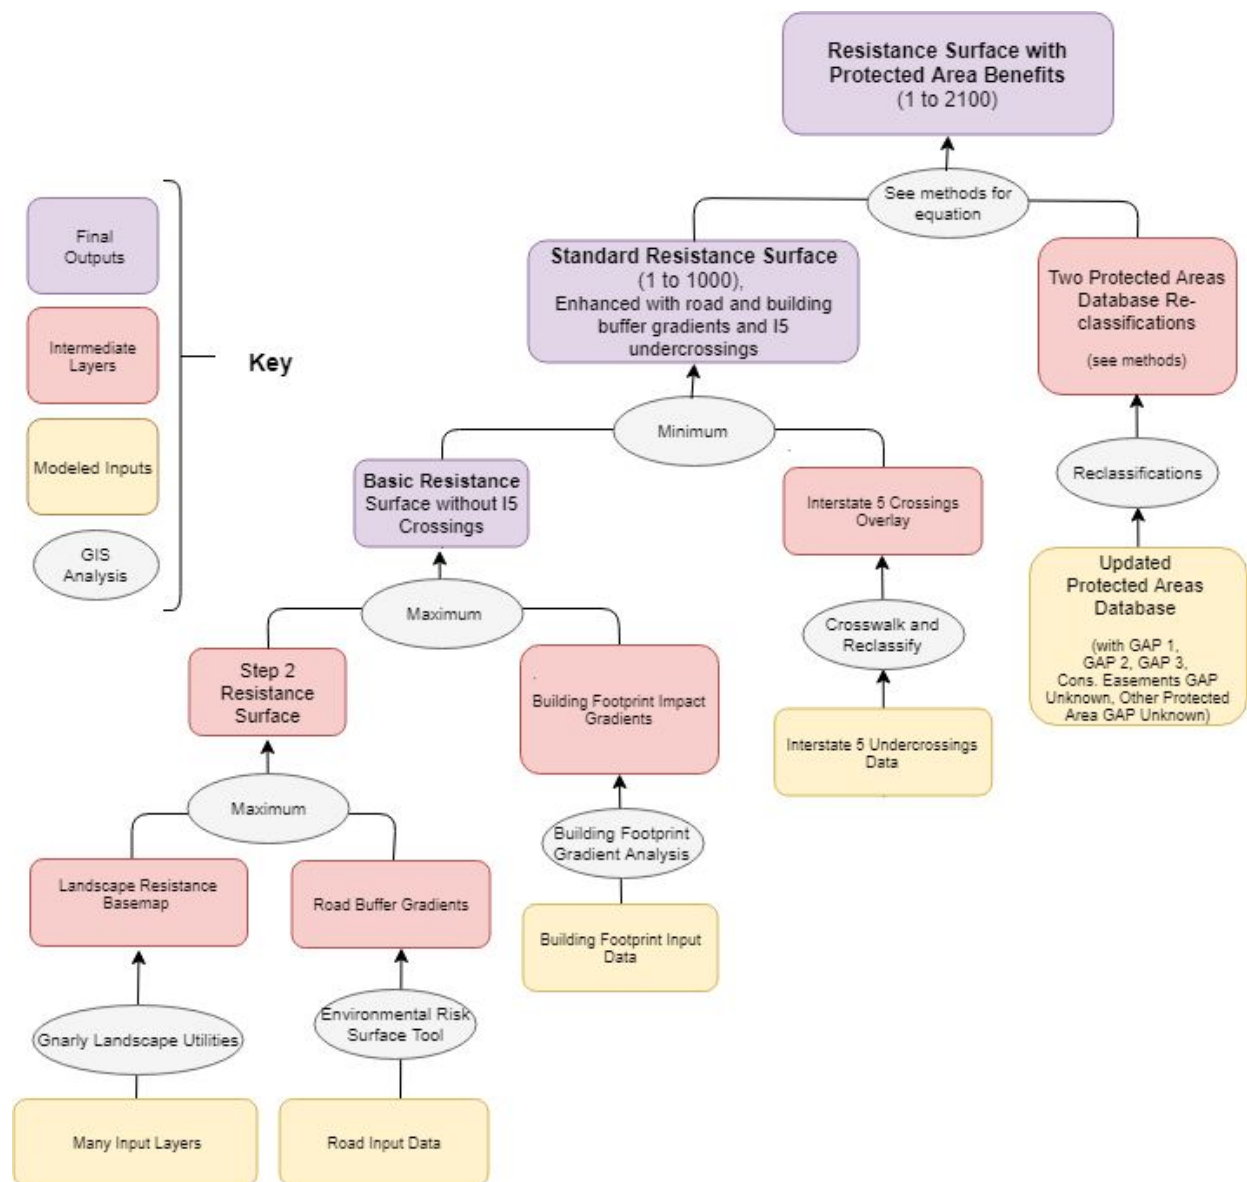 Resistance Surface with
Protected Area Benefits
(1 to 2100)
See methods for
equation
Final
Outputs
Intermediate
Layers
Key
Modeled Inputs
GIS
Analysis
Standard Resistance Surface
(1 to 1000),
Enhanced with road and building
buffer gradients and I5
undercrossings
Two Protected Areas
Database Re-
classifications
(see methods)
Minimum
Reclassifications
Basic Resistance
Surface without I5
Crossings
Interstate 5 Crossings
Overlay
Updated
Protected Areas
Database
(with GAP 1,
GAP 2, GAP 3,
Cons. Easements GAP
Unknown, Other Protected
Area GAP Unknown)
Maximum
Crosswalk and
Reclassify
Step 2
Resistance
Surface
Building Footprint Impact
Gradients
Interstate 5 Undercrossings
Data
Maximum
Building Footprint
Gradient Analysis
Landscape Resistance
Basemap
Road Buffer Gradients
Building Footprint Input
Data
Gnarly Landscape Utilities
Environmental Risk
Surface Tool
Many Input Layers
Road Input Data